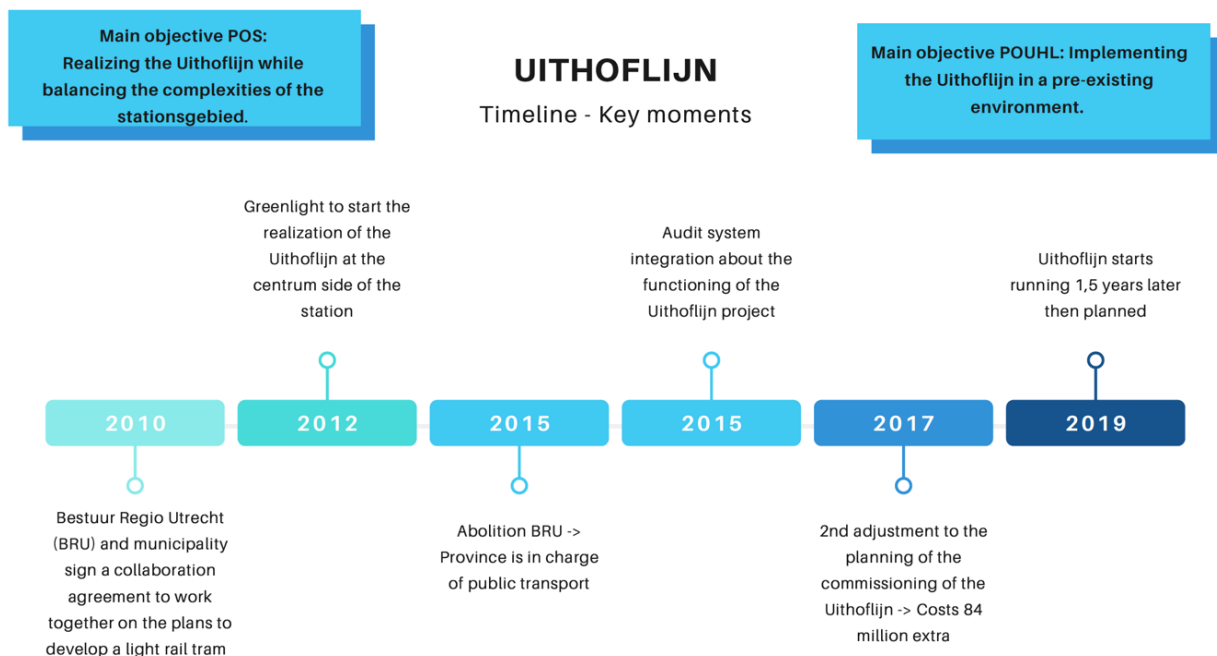 Main objective POS:
Realizing the Uithoflijn while
balancing the complexities of the
stationsgebied.
UITHOFLIJN
Timeline - Key moments
Main objective POUHL: Implementing
the Uithoflijn in a pre-existing
environment.
Greenlight to start the
realization of the
Uithoflijn at the
centrum side of the
station
Audit system
integration about the
functioning of the
Uithoflijn project
Uithoflijn starts
running 1,5 years later
then planned
2010
2012
2015
2015
2017
2019
Bestuur Regio Utrecht
(BRU) and municipality
sign a collaboration
agreement to work
together on the plans to
develop a light rail tram
Abolition BRU ->
Province is in charge
of public transport
2nd adjustment to the
planning of the
commissioning of the
Uithoflijn -> Costs 84
million extra